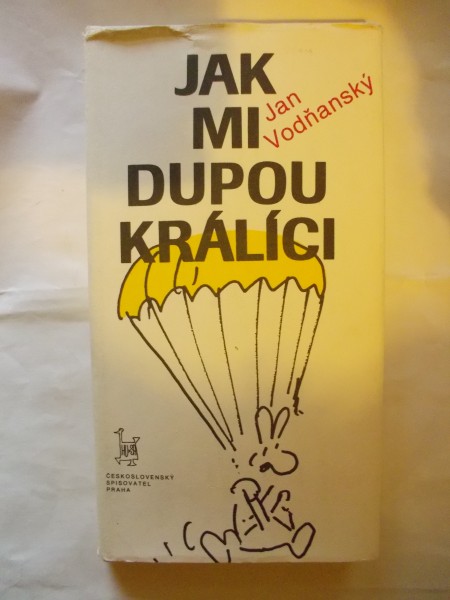 JAK
MI
DUPOU
KRÁLÍCI
Jan
Vodňanský
ČESKOSLOVENSKÝ
SPISOVATEL
PRAHA